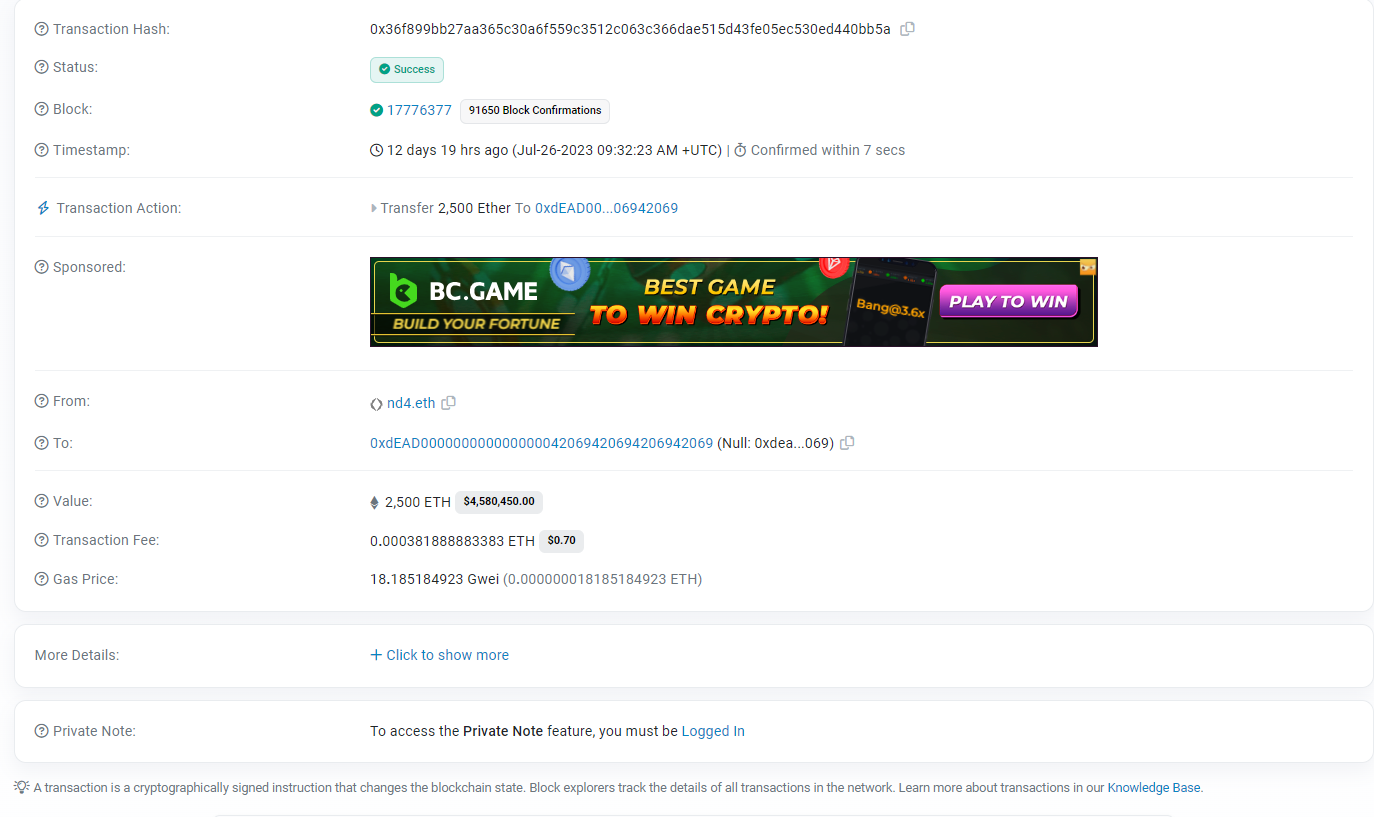 Transaction Hash: 0x36f899bb27aa365c30a6f559c3512c063c366dae515d43fe05ec530ed440bb5a
Status: Success
Block: 17776377 91650 Block Confirmations
Timestamp: 12 days 19 hrs ago (Jul-26-2023 09:32:23 AM +UTC) | Confirmed within 7 secs
Transaction Action: Transfer 2,500 Ether To 0xdEAD00...06942069
Sponsored:
BC.GAME
BUILD YOUR FORTUNE
BEST GAME
TO WIN CRYPTO!
Bang@3.6x
PLAY TO WIN
From: nd4.eth
To: 0xdEAD000000000000000042069420694206942069 (Null: 0xdea...069)
Value: 2,500 ETH $4,580,450.00
Transaction Fee: 0.000381888883383 ETH $0.70
Gas Price: 18.185184923 Gwei (0.000000018185184923 ETH)
More Details: + Click to show more
Private Note: To access the Private Note feature, you must be Logged In
A transaction is a cryptographically signed instruction that changes the blockchain state. Block explorers track the details of all transactions in the network. Learn more about transactions in our Knowledge Base.